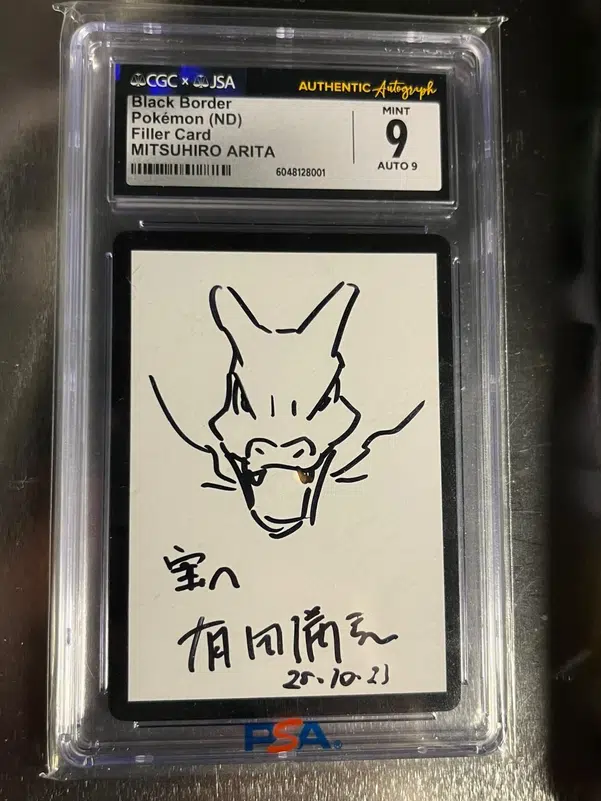 CGC × JSA AUTHENTIC Autograph
Black Border
Pokémon (ND)
Filler Card
MITSUHIRO ARITA
MINT
9
AUTO 9
6048128001
宝へ
有田満弘
25.10.23
PSA